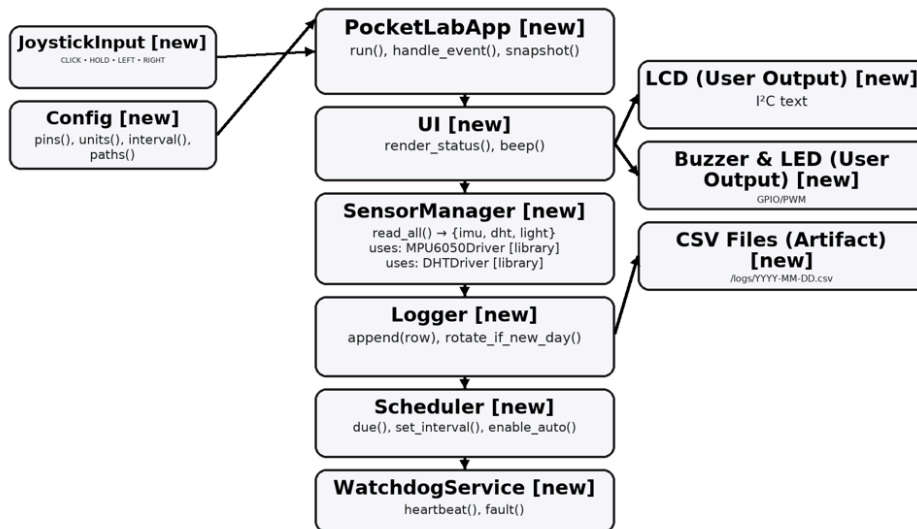 JoystickInput [new]
CLICK • HOLD • LEFT • RIGHT
Config [new]
pins(), units(), interval(),
paths()
PocketLabApp [new]
run(), handle_event(), snapshot()
UI [new]
render_status(), beep()
SensorManager [new]
read_all() → {imu, dht, light}
uses: MPU6050Driver [library]
uses: DHTDriver [library]
Logger [new]
append(row), rotate_if_new_day()
Scheduler [new]
due(), set_interval(), enable_auto()
WatchdogService [new]
heartbeat(), fault()
LCD (User Output) [new]
I²C text
Buzzer & LED (User
Output) [new]
GPIO/PWM
CSV Files (Artifact)
[new]
/logs/YYYY-MM-DD.csv